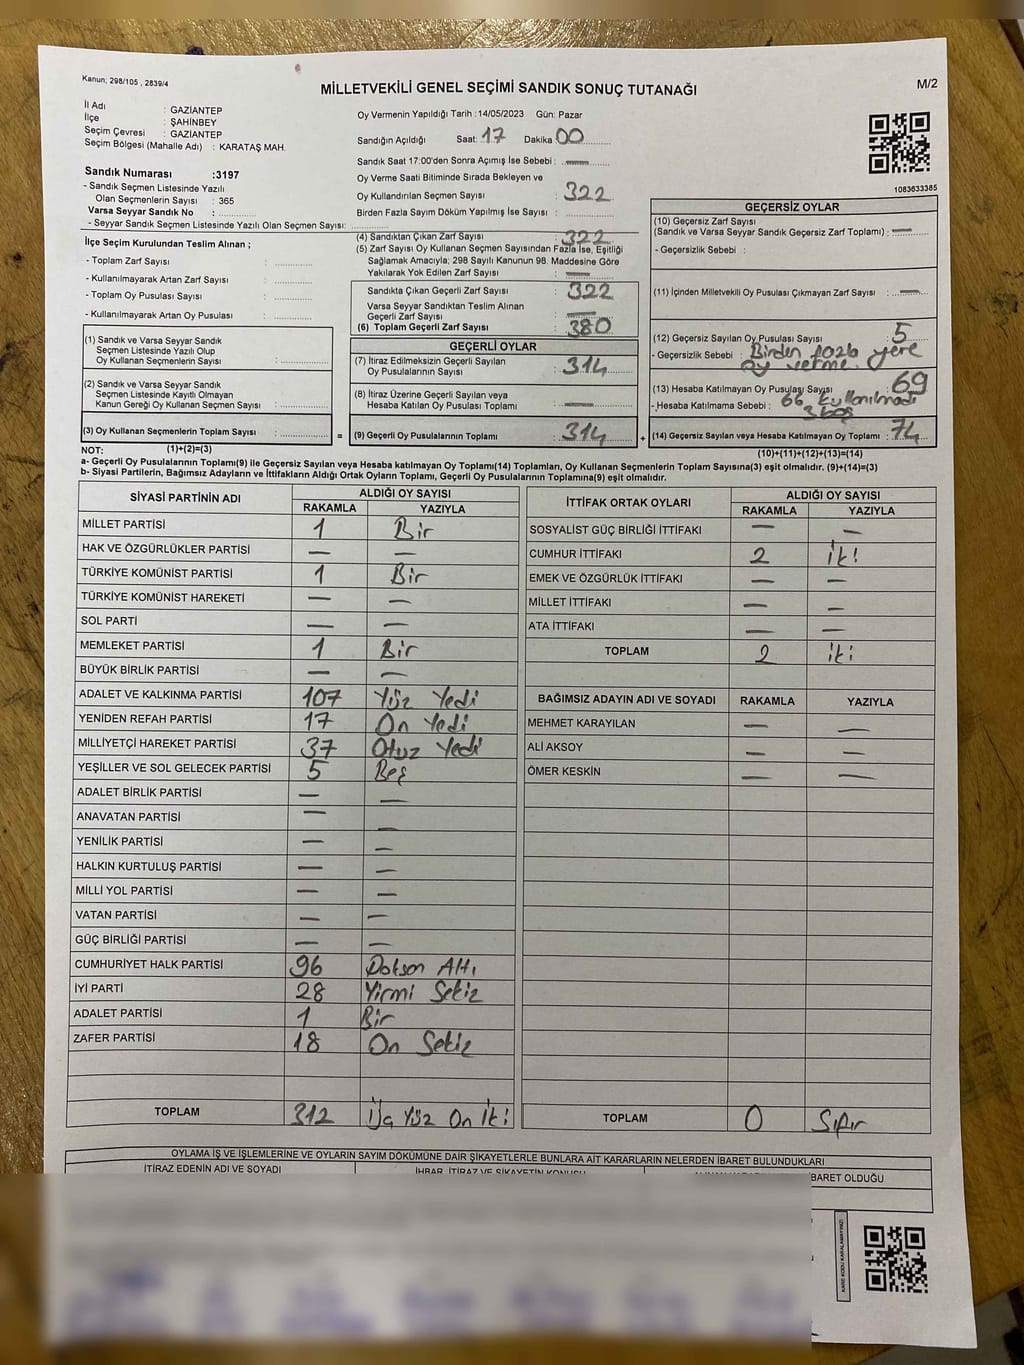 Kanun; 298/105 , 2839/4
MİLLETVEKİLİ GENEL SEÇİMİ SANDIK SONUÇ TUTANAĞI
M/2
İl Adı : GAZİANTEP
İlçe : ŞAHİNBEY
Seçim Çevresi : GAZİANTEP
Seçim Bölgesi (Mahalle Adı) : KARATAŞ MAH.
Oy Vermenin Yapıldığı Tarih :14/05/2023 Gün: Pazar
Sandığın Açıldığı Saat: 17 Dakika 00
Sandık Saat 17:00'den Sonra Açımış İse Sebebi : —
Oy Verme Saati Bitiminde Sırada Bekleyen ve
Oy Kullandırılan Seçmen Sayısı : 322
Birden Fazla Sayım Döküm Yapılmış İse Sayısı :
1083633385
Sandık Numarası :3197
- Sandık Seçmen Listesinde Yazılı
Olan Seçmenlerin Sayısı : 365
Varsa Seyyar Sandık No :
- Seyyar Sandık Seçmen Listesinde Yazılı Olan Seçmen Sayısı:
İlçe Seçim Kurulundan Teslim Alınan ;
- Toplam Zarf Sayısı :
- Kullanılmayarak Artan Zarf Sayısı :
- Toplam Oy Pusulası Sayısı :
- Kullanılmayarak Artan Oy Pusulası :
(4) Sandıktan Çıkan Zarf Sayısı : 322
(5) Zarf Sayısı Oy Kullanan Seçmen Sayısından Fazla İse, Eşitliği
Sağlamak Amacıyla; 298 Sayılı Kanunun 98. Maddesine Göre
Yakılarak Yok Edilen Zarf Sayısı : —
Sandıkta Çıkan Geçerli Zarf Sayısı : 322
Varsa Seyyar Sandıktan Teslim Alınan
Geçerli Zarf Sayısı : —
(6) Toplam Geçerli Zarf Sayısı : 380
GEÇERSİZ OYLAR
(10) Geçersiz Zarf Sayısı
(Sandık ve Varsa Seyyar Sandık Geçersiz Zarf Toplamı) : —
- Geçersizlik Sebebi :
(11) İçinden Milletvekili Oy Pusulası Çıkmayan Zarf Sayısı : —
(12) Geçersiz Sayılan Oy Pusulası Sayısı : 5
- Geçersizlik Sebebi : Birden fazla yere
oy verme.
(13) Hesaba Katılmayan Oy Pusulası Sayısı : 69
-Hesaba Katılmama Sebebi : 66 kullanılmadı
3 boş
(14) Geçersiz Sayılan veya Hesaba Katılmayan Oy Toplamı : 74
(10)+(11)+(12)+(13)=(14)
(1) Sandık ve Varsa Seyyar Sandık
Seçmen Listesinde Yazılı Olup
Oy Kullanan Seçmenlerin Sayısı :
(2) Sandık ve Varsa Seyyar Sandık
Seçmen Listesinde Kayıtlı Olmayan
Kanun Gereği Oy Kullanan Seçmen Sayısı :
(3) Oy Kullanan Seçmenlerin Toplam Sayısı : =
(1)+(2)=(3)
GEÇERLİ OYLAR
(7) İtiraz Edilmeksizin Geçerli Sayılan
Oy Pusulalarının Sayısı : 314
(8) İtiraz Üzerine Geçerli Sayılan veya
Hesaba Katılan Oy Pusulası Toplamı : —
(9) Geçerli Oy Pusulalarının Toplamı : 314 +
NOT:
a- Geçerli Oy Pusulalarının Toplamı(9) ile Geçersiz Sayılan veya Hesaba katılmayan Oy Toplamı(14) Toplamları, Oy Kullanan Seçmenlerin Toplam Sayısına(3) eşit olmalıdır. (9)+(14)=(3)
b- Siyasi Partilerin, Bağımsız Adayların ve İttifakların Aldığı Ortak Oyların Toplamı, Geçerli Oy Pusulalarının Toplamına(9) eşit olmalıdır.
SİYASİ PARTİNİN ADI ALDIĞI OY SAYISI
RAKAMLA YAZIYLA
MİLLET PARTİSİ 1 Bir
HAK VE ÖZGÜRLÜKLER PARTİSİ — —
TÜRKİYE KOMÜNİST PARTİSİ 1 Bir
TÜRKİYE KOMÜNİST HAREKETİ — —
SOL PARTİ — —
MEMLEKET PARTİSİ 1 Bir
BÜYÜK BİRLİK PARTİSİ — —
ADALET VE KALKINMA PARTİSİ 107 Yüz Yedi
YENİDEN REFAH PARTİSİ 17 On Yedi
MİLLİYETÇİ HAREKET PARTİSİ 37 Otuz Yedi
YEŞİLLER VE SOL GELECEK PARTİSİ 5 Beş
ADALET BİRLİK PARTİSİ — —
ANAVATAN PARTİSİ — —
YENİLİK PARTİSİ — —
HALKIN KURTULUŞ PARTİSİ — —
MİLLİ YOL PARTİSİ — —
VATAN PARTİSİ — —
GÜÇ BİRLİĞİ PARTİSİ — —
CUMHURİYET HALK PARTİSİ 96 Doksan Altı
İYİ PARTİ 28 Yirmi Sekiz
ADALET PARTİSİ 1 Bir
ZAFER PARTİSİ 18 On Sekiz
TOPLAM 312 Üç Yüz On İki
İTTİFAK ORTAK OYLARI ALDIĞI OY SAYISI
RAKAMLA YAZIYLA
SOSYALİST GÜÇ BİRLİĞİ İTTİFAKI — —
CUMHUR İTTİFAKI 2 iki
EMEK VE ÖZGÜRLÜK İTTİFAKI — —
MİLLET İTTİFAKI — —
ATA İTTİFAKI — —
TOPLAM 2 iki
BAĞIMSIZ ADAYIN ADI VE SOYADI RAKAMLA YAZIYLA
MEHMET KARAYILAN — —
ALİ AKSOY — —
ÖMER KESKİN — —
TOPLAM 0 Sıfır
OYLAMA İŞ VE İŞLEMLERİNE VE OYLARIN SAYIM DÖKÜMÜNE DAİR ŞİKAYETLERLE BUNLARA AİT KARARLARIN NELERDEN İBARET BULUNDUKLARI
İTİRAZ EDENİN ADI VE SOYADI İHBAR, İTİRAZ VE ŞİKAYETİN KONUSU İBARET OLDUĞU
KARE KODU KARALAMAYINIZ!